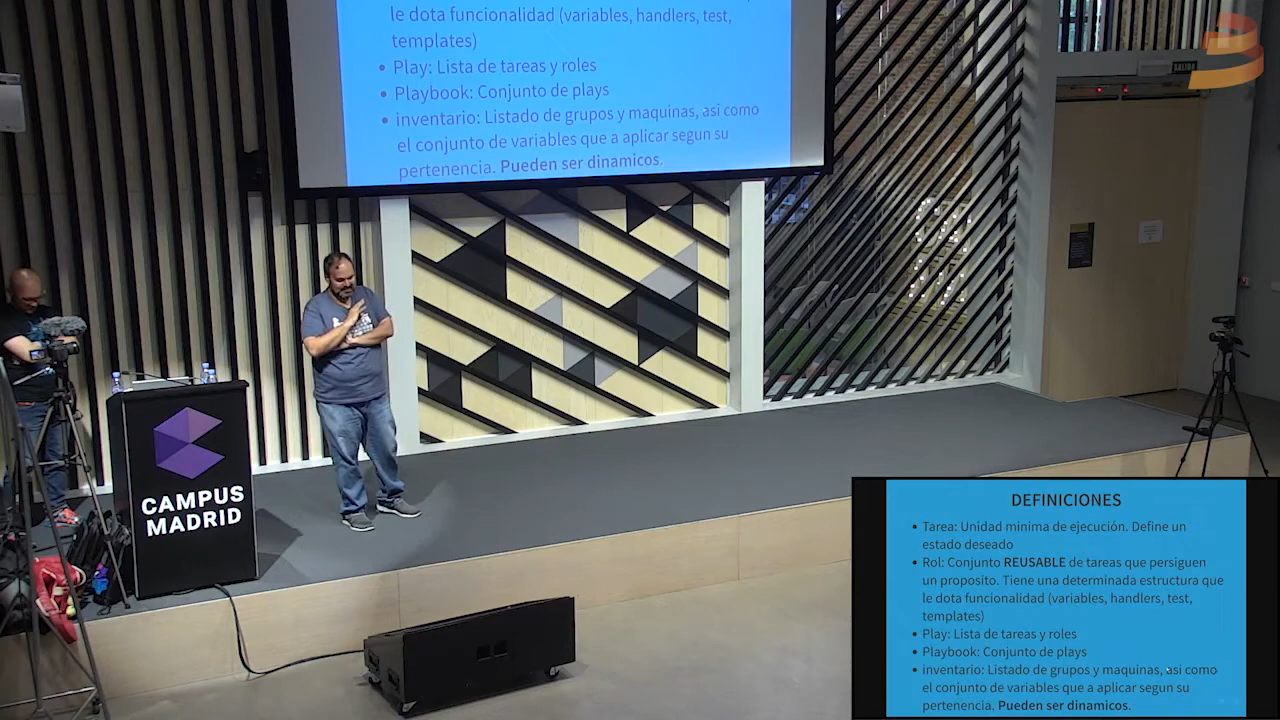 le dota funcionalidad (variables, handlers, test,
templates)
• Play: Lista de tareas y roles
• Playbook: Conjunto de plays
• inventario: Listado de grupos y maquinas, asi como
el conjunto de variables que a aplicar segun su
pertenencia. Pueden ser dinamicos.
SALIDA
CAMPUS
MADRID
DEFINICIONES
• Tarea: Unidad minima de ejecución. Define un
estado deseado
• Rol: Conjunto REUSABLE de tareas que persiguen
un proposito. Tiene una determinada estructura que
le dota funcionalidad (variables, handlers, test,
templates)
• Play: Lista de tareas y roles
• Playbook: Conjunto de plays
• inventario: Listado de grupos y maquinas, asi como
el conjunto de variables que a aplicar segun su
pertenencia. Pueden ser dinamicos.